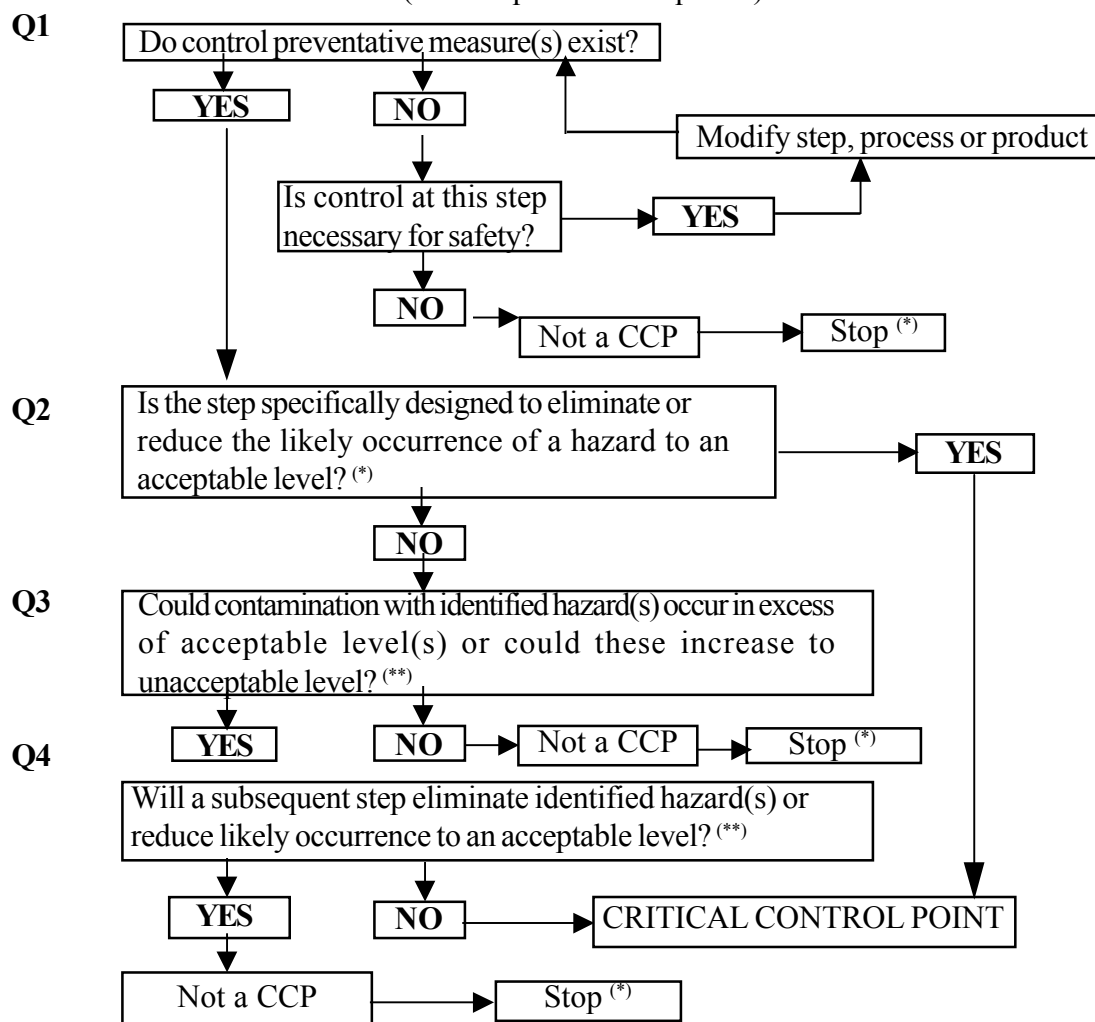 Q1
Do control preventative measure(s) exist?
YES
NO
Modify step, process or product
Is control at this step
necessary for safety?
YES
NO
Not a CCP
Stop (*)
Q2
Is the step specifically designed to eliminate or
reduce the likely occurrence of a hazard to an
acceptable level? (*)
YES
NO
Q3
Could contamination with identified hazard(s) occur in excess
of acceptable level(s) or could these increase to
unacceptable level? (**)
YES
NO
Not a CCP
Stop (*)
Q4
Will a subsequent step eliminate identified hazard(s) or
reduce likely occurrence to an acceptable level? (**)
YES
NO
CRITICAL CONTROL POINT
Not a CCP
Stop (*)